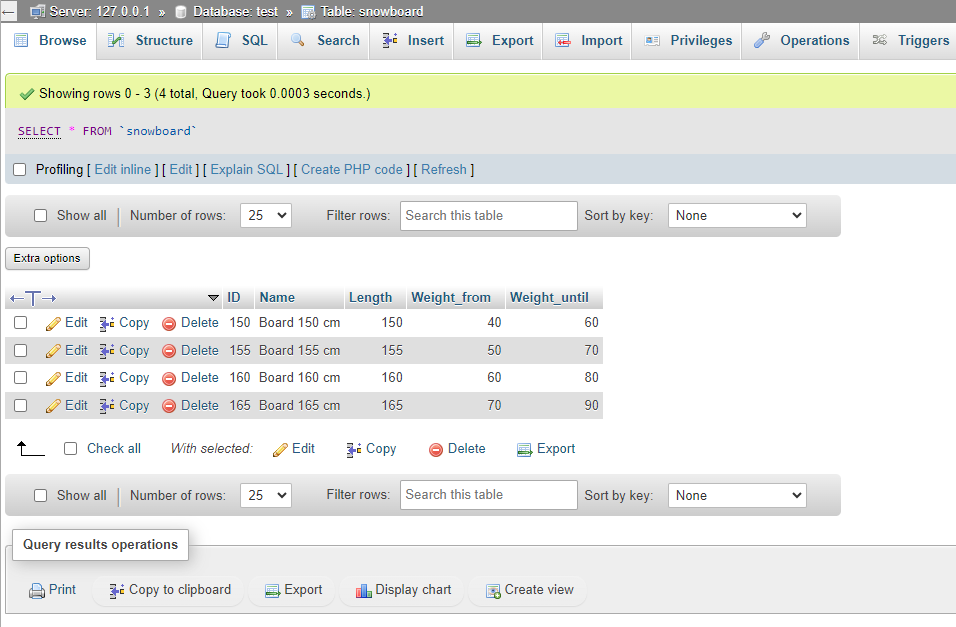 Server: 127.0.0.1 » Database: test » Table: snowboard
Browse Structure SQL Search Insert Export Import Privileges Operations Triggers
Showing rows 0 - 3 (4 total, Query took 0.0003 seconds.)
SELECT * FROM `snowboard`
Profiling [ Edit inline ] [ Edit ] [ Explain SQL ] [ Create PHP code ] [ Refresh ]
Show all | Number of rows: 25 Filter rows: Search this table Sort by key: None
Extra options
←T→ ID Name Length Weight_from Weight_until
Edit Copy Delete 150 Board 150 cm 150 40 60
Edit Copy Delete 155 Board 155 cm 155 50 70
Edit Copy Delete 160 Board 160 cm 160 60 80
Edit Copy Delete 165 Board 165 cm 165 70 90
Check all With selected: Edit Copy Delete Export
Show all | Number of rows: 25 Filter rows: Search this table Sort by key: None
Query results operations
Print Copy to clipboard Export Display chart Create view